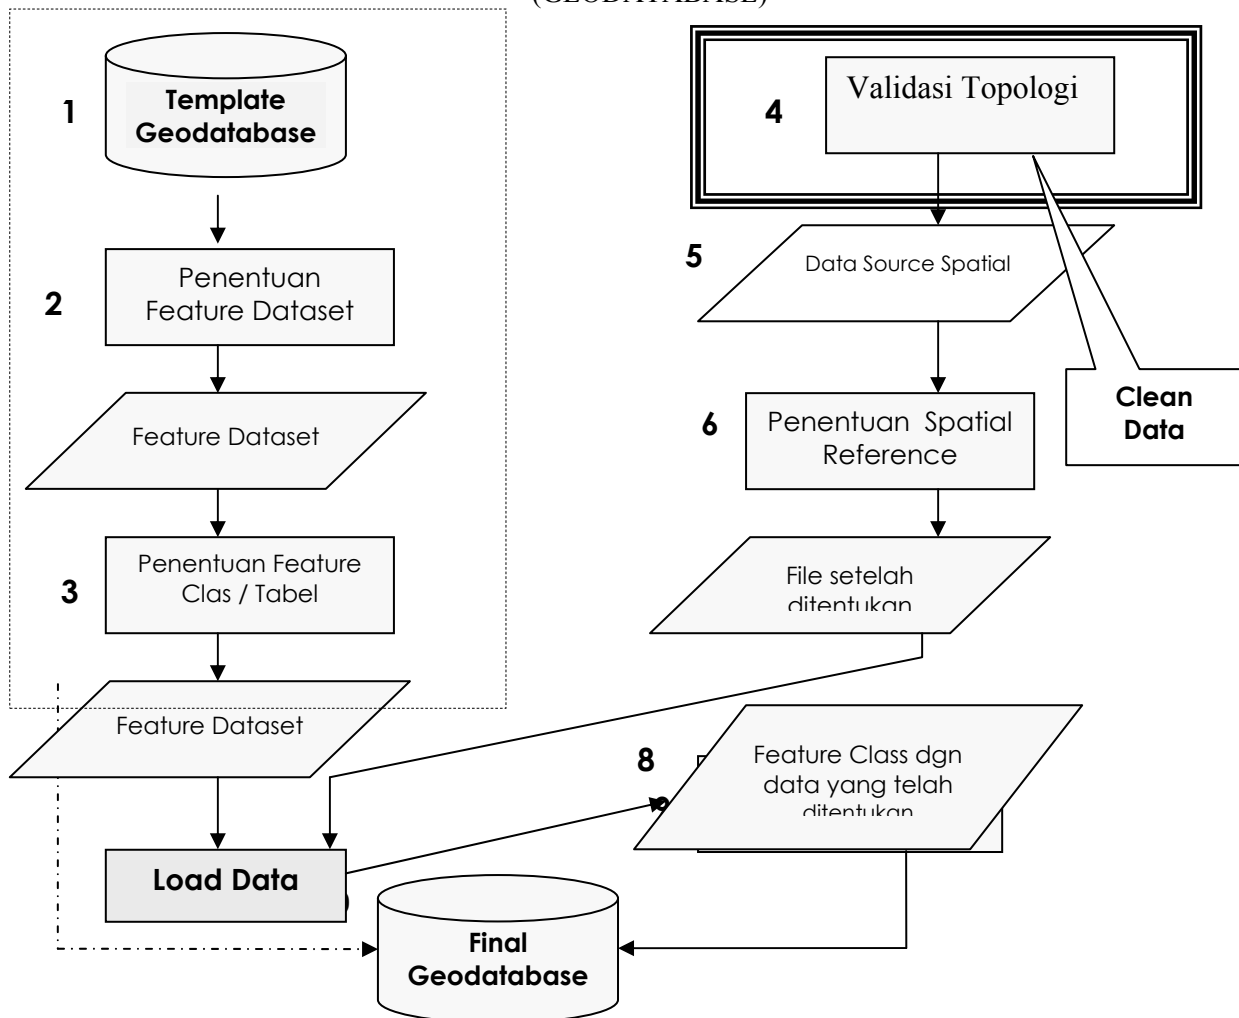 (GEODATABASE)
1
Template
Geodatabase
2
Penentuan
Feature Dataset
Feature Dataset
3
Penentuan Feature
Clas / Tabel
Feature Dataset
Load Data
4
Validasi Topologi
5
Data Source Spatial
Clean
Data
6
Penentuan Spatial
Reference
File setelah
ditentukan
8
Feature Class dgn
data yang telah
ditentukan
Final
Geodatabase